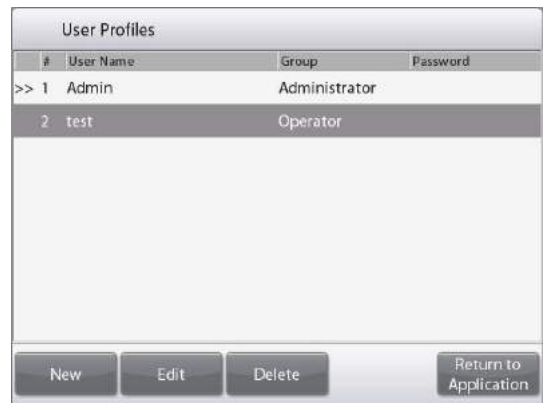 User Profiles
# User Name Group Password
>> 1 Admin Administrator
2 test Operator
New Edit Delete Return to
Application